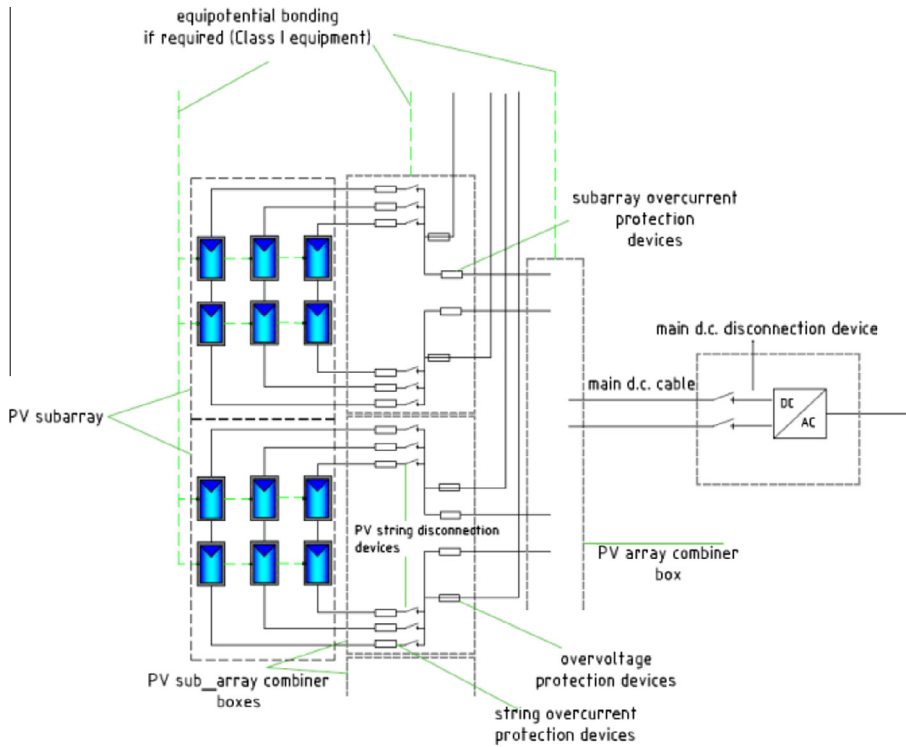 equipotential bonding
if required (Class I equipment)
subarray overcurrent
protection
devices
main d.c. disconnection device
main d.c. cable
DC
AC
PV subarray
PV string disconnection
devices
PV array combiner
box
overvoltage
protection devices
PV sub_array combiner
boxes
string overcurrent
protection devices